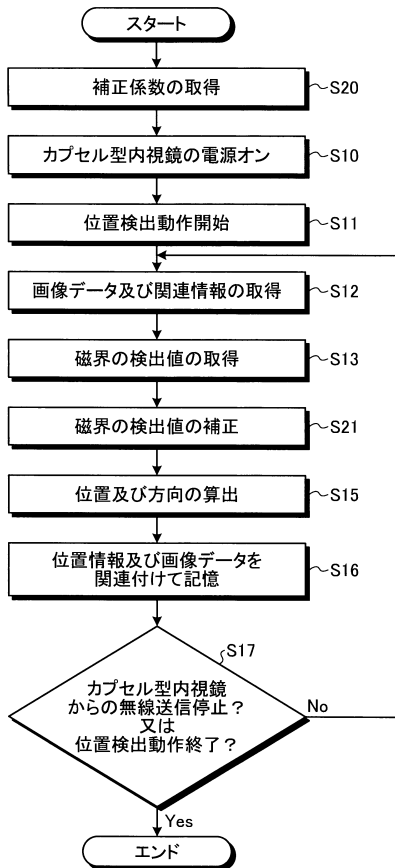 スタート
補正係数の取得
S20
カプセル型内視鏡の電源オン
S10
位置検出動作開始
S11
画像データ及び関連情報の取得
S12
磁界の検出値の取得
S13
磁界の検出値の補正
S21
位置及び方向の算出
S15
位置情報及び画像データを
関連付けて記憶
S16
S17
カプセル型内視鏡
からの無線送信停止？
又は
位置検出動作終了？
No
Yes
エンド